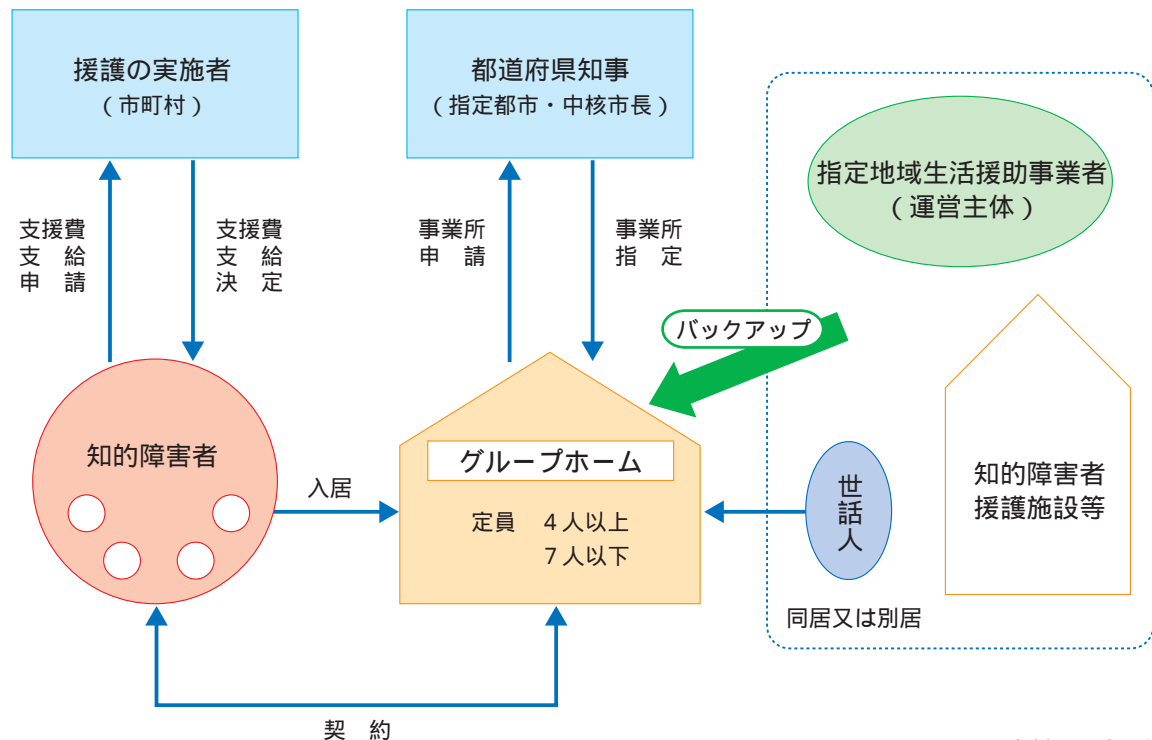 援護の実施者
(市町村)
都道府県知事
(指定都市・中核市長)
指定地域生活援助事業者
(運営主体)
支援費
支　給
申　請
支援費
支　給
決　定
事業所
申　請
事業所
指　定
バックアップ
知的障害者
グループホーム
定員　4人以上
7人以下
入居
世話人
知的障害者
援護施設等
同居又は別居
契　約